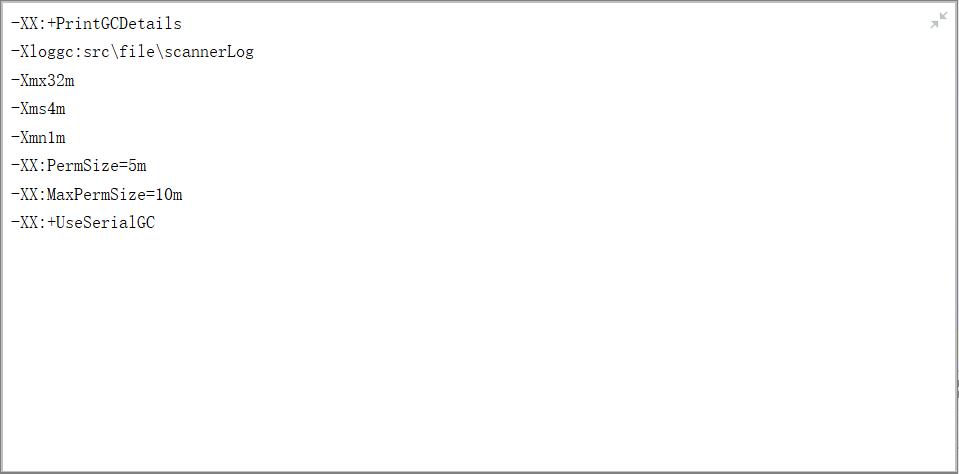 -XX:+PrintGCDetails
-Xloggc:src\file\scannerLog
-Xmx32m
-Xms4m
-Xmn1m
-XX:PermSize=5m
-XX:MaxPermSize=10m
-XX:+UseSerialGC